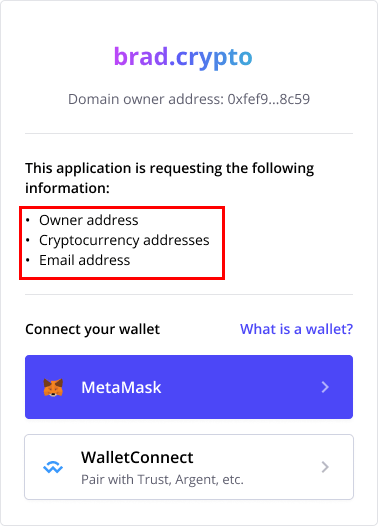 brad.crypto
Domain owner address: 0xfef9...8c59
This application is requesting the following
information:
• Owner address
• Cryptocurrency addresses
• Email address
Connect your wallet What is a wallet?
MetaMask
WalletConnect
Pair with Trust, Argent, etc.